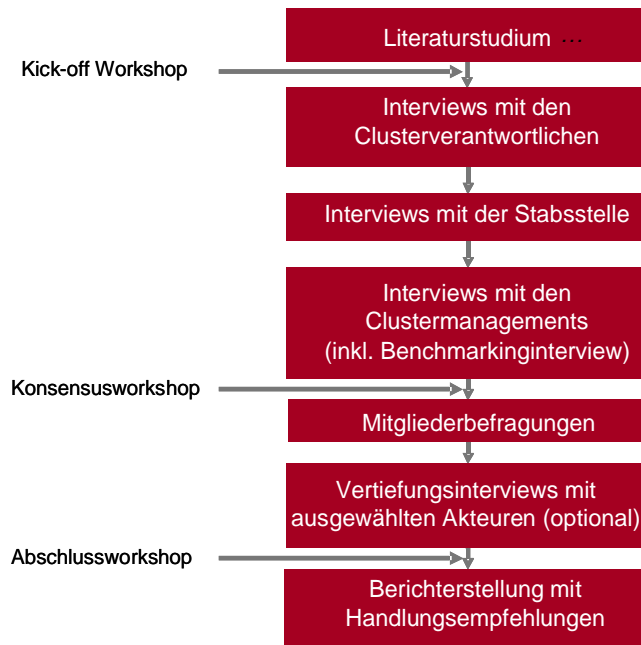 Literaturstudium ...
Kick-off Workshop
Interviews mit den
Clusterverantwortlichen
Interviews mit der Stabsstelle
Interviews mit den
Clustermanagements
(inkl. Benchmarkinginterview)
Konsensusworkshop
Mitgliederbefragungen
Vertiefungsinterviews mit
ausgewählten Akteuren (optional)
Abschlussworkshop
Berichterstellung mit
Handlungsempfehlungen